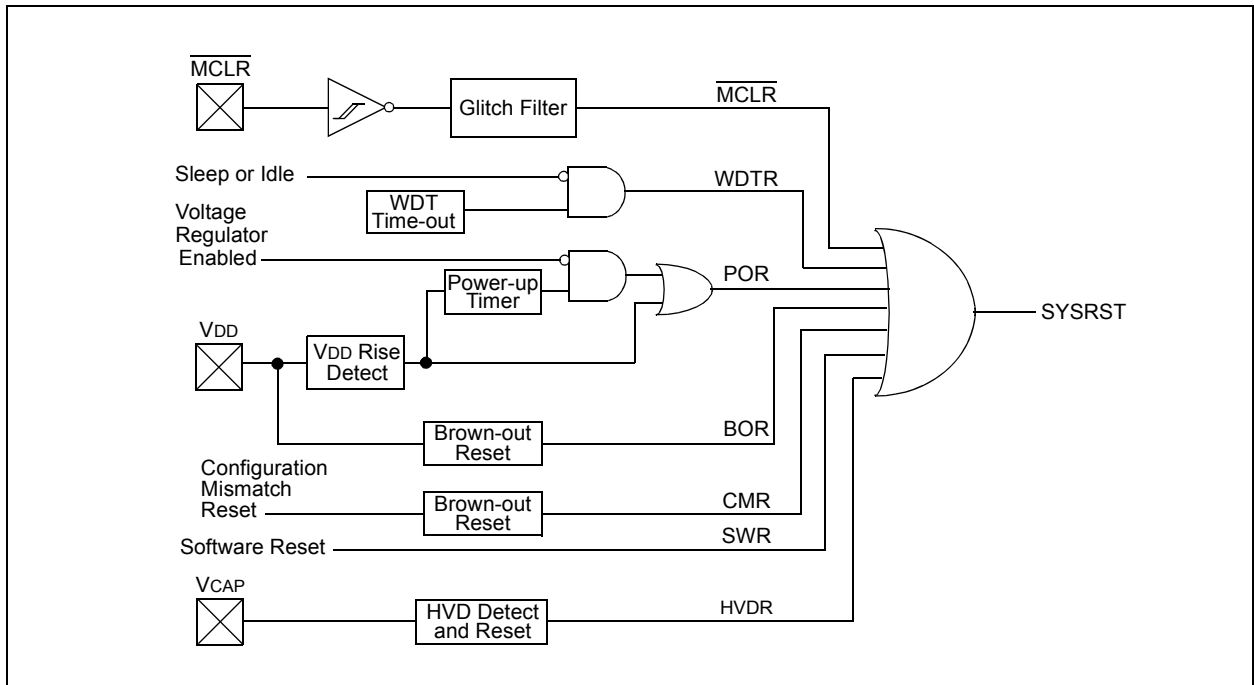 MCLR
Glitch Filter
MCLR
Sleep or Idle
WDT
Time-out
WDTR
Voltage
Regulator
Enabled
Power-up
Timer
POR
SYSRST
VDD
VDD Rise
Detect
Brown-out
Reset
BOR
Configuration
Mismatch
Reset
Brown-out
Reset
CMR
Software Reset
SWR
VCAP
HVD Detect
and Reset
HVDR